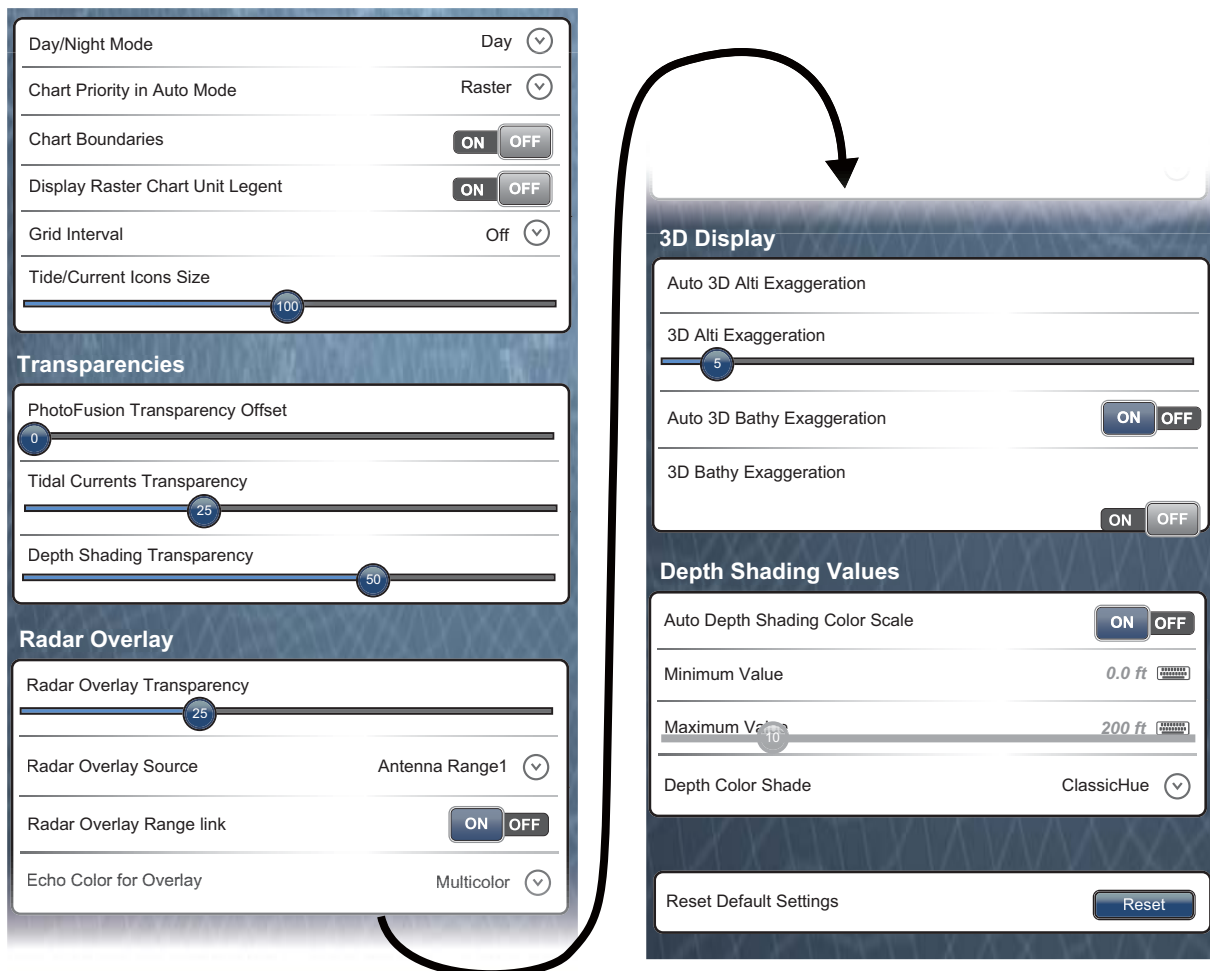 Day/Night Mode Day
Chart Priority in Auto Mode Raster
Chart Boundaries ON OFF
Display Raster Chart Unit Legent ON OFF
Grid Interval Off
Tide/Current Icons Size
100
Transparencies
PhotoFusion Transparency Offset
0
Tidal Currents Transparency
25
Depth Shading Transparency
50
Radar Overlay
Radar Overlay Transparency
25
Radar Overlay Source Antenna Range1
Radar Overlay Range link ON OFF
Echo Color for Overlay Multicolor
3D Display
Auto 3D Alti Exaggeration
3D Alti Exaggeration
5
Auto 3D Bathy Exaggeration ON OFF
3D Bathy Exaggeration
ON OFF
Depth Shading Values
Auto Depth Shading Color Scale ON OFF
Minimum Value 0.0 ft
Maximum Value 200 ft
10
Depth Color Shade ClassicHue
Reset Default Settings Reset